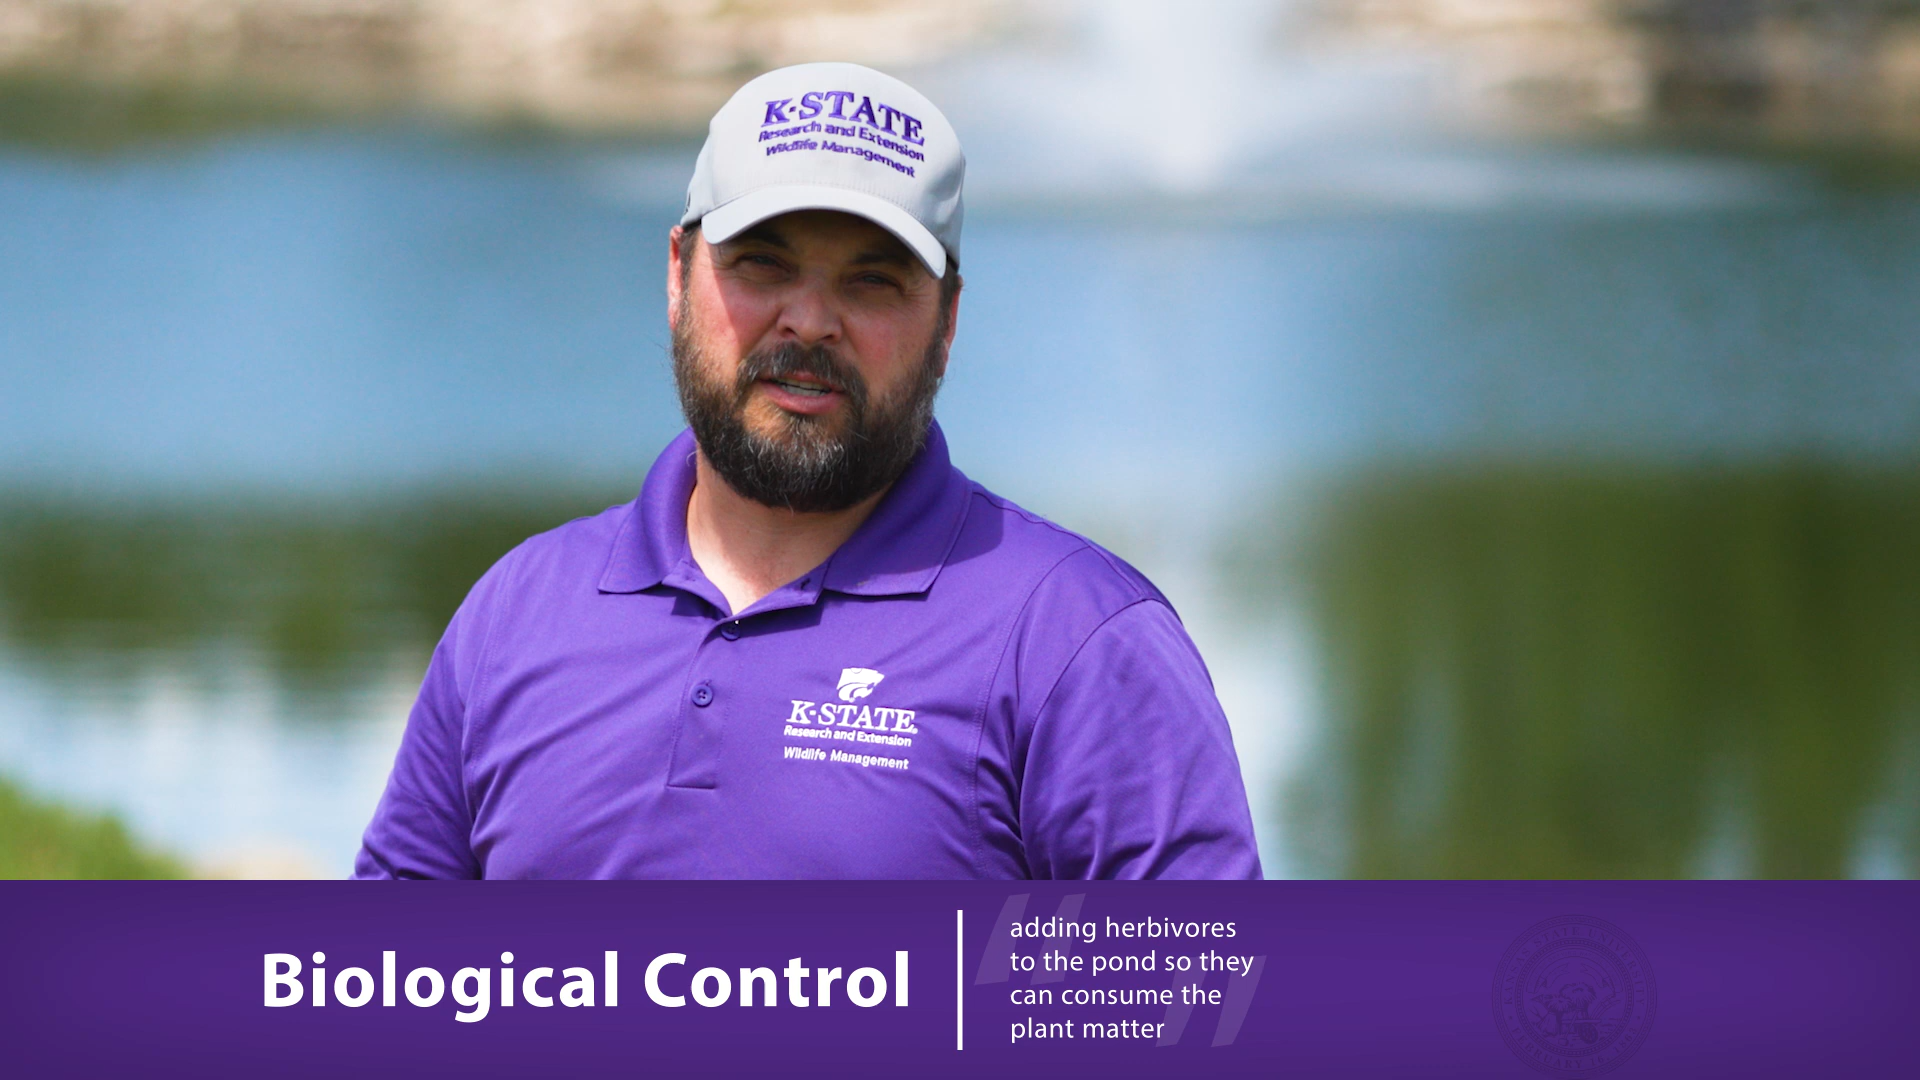 K-STATE
Research and Extension
Wildlife Management
K-STATE
Research and Extension
Wildlife Management
Biological Control
adding herbivores
to the pond so they
can consume the
plant matter